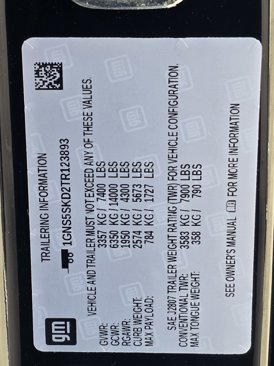 TRAILERING INFORMATION
1GNS5SKD2TR123893
VEHICLE AND TRAILER MUST NOT EXCEED ANY OF THESE VALUES.
GVWR: 3357 KG / 7400 LBS
GCWR: 6350 KG / 14000 LBS
RGAWR: 1950 KG / 4300 LBS
CURB WEIGHT: 2574 KG / 5673 LBS
MAX PAYLOAD: 784 KG / 1727 LBS
SAE J2807 TRAILER WEIGHT RATING (TWR) FOR VEHICLE CONFIGURATION.
CONVENTIONAL TWR: 3583 KG / 7900 LBS
MAX TONGUE WEIGHT: 358 KG / 790 LBS
SEE OWNER'S MANUAL FOR MORE INFORMATION
gm